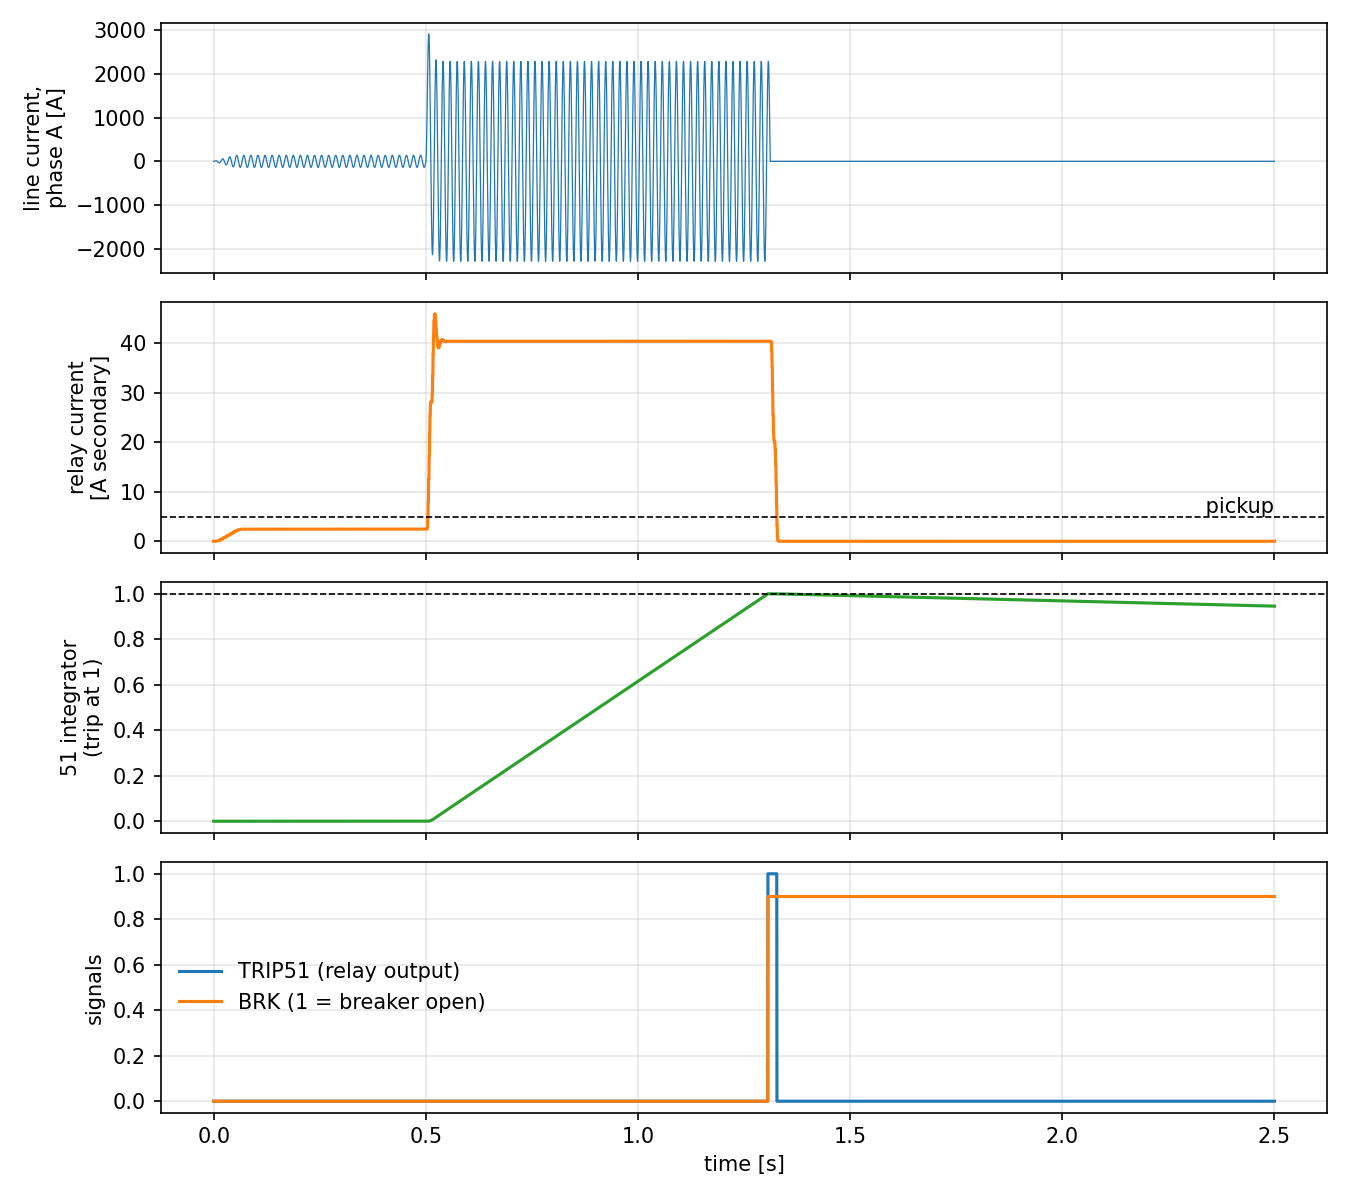 3000
2000
1000
0
−1000
−2000
line current,
phase A [A]
40
30
20
10
0
relay current
[A secondary]
pickup
1.0
0.8
0.6
0.4
0.2
0.0
51 integrator
(trip at 1)
1.0
0.8
0.6
0.4
0.2
0.0
signals
TRIP51 (relay output)
BRK (1 = breaker open)
0.0 0.5 1.0 1.5 2.0 2.5
time [s]